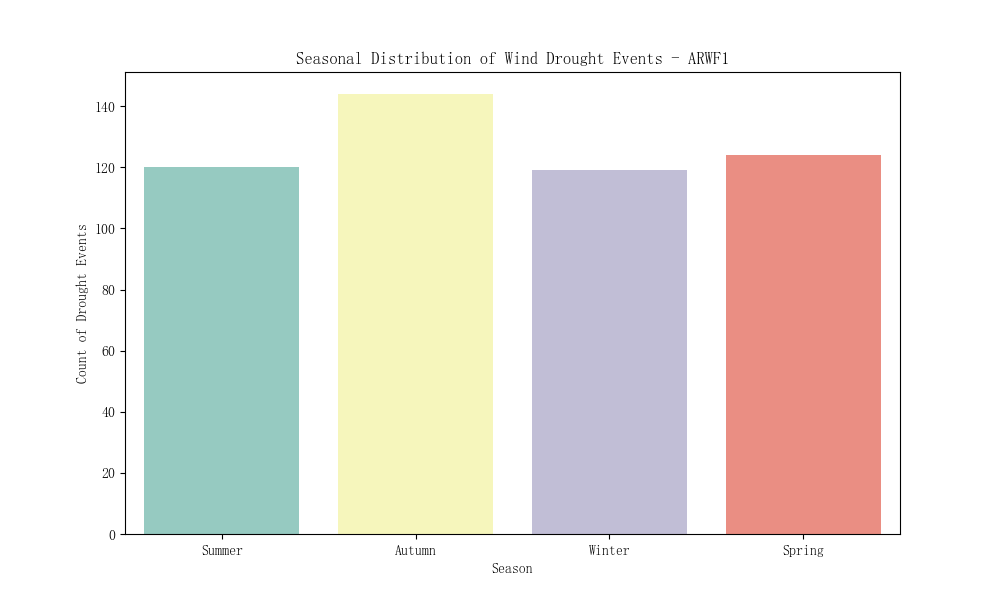 Seasonal Distribution of Wind Drought Events - ARWF1
Count of Drought Events
140
120
100
80
60
40
20
0
Summer Autumn Winter Spring
Season